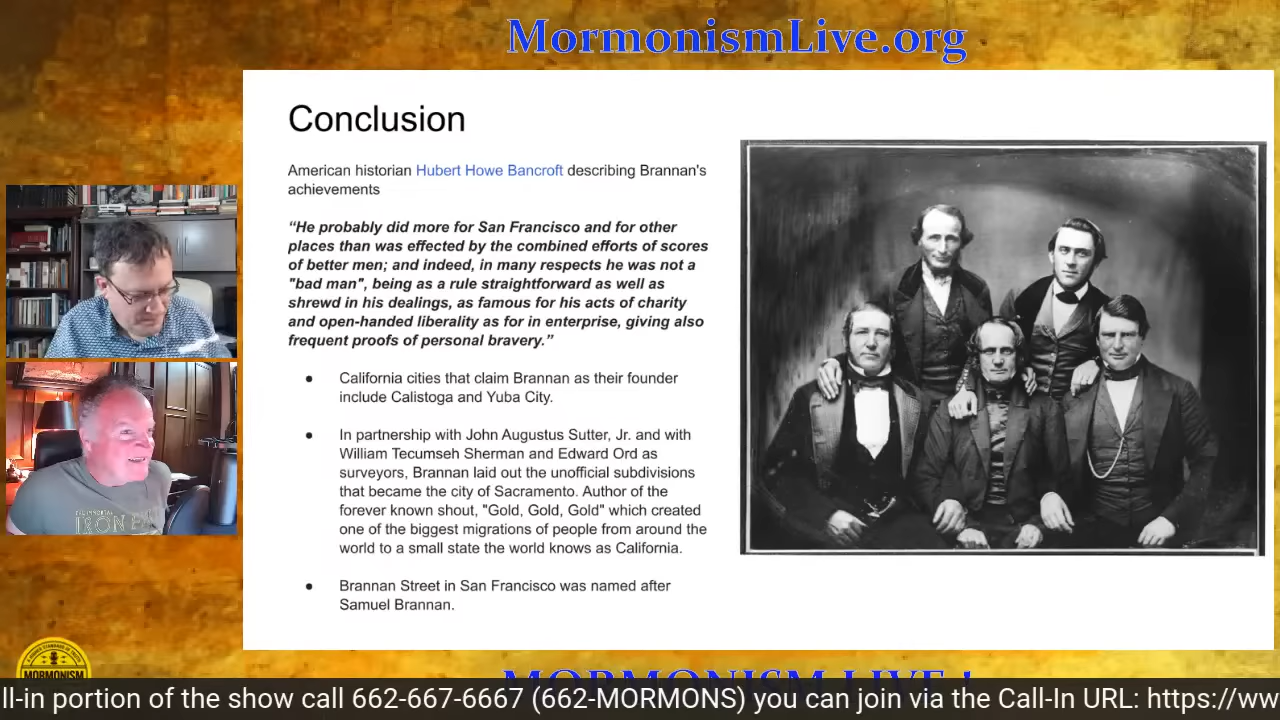 MormonismLive.org
Conclusion
American historian Hubert Howe Bancroft describing Brannan's
achievements
“He probably did more for San Francisco and for other
places than was effected by the combined efforts of scores
of better men; and indeed, in many respects he was not a
"bad man", being as a rule straightforward as well as
shrewd in his dealings, as famous for his acts of charity
and open-handed liberality as for in enterprise, giving also
frequent proofs of personal bravery.”
● California cities that claim Brannan as their founder
include Calistoga and Yuba City.
● In partnership with John Augustus Sutter, Jr. and with
William Tecumseh Sherman and Edward Ord as
surveyors, Brannan laid out the unofficial subdivisions
that became the city of Sacramento. Author of the
forever known shout, "Gold, Gold, Gold" which created
one of the biggest migrations of people from around the
world to a small state the world knows as California.
● Brannan Street in San Francisco was named after
Samuel Brannan.
IRON
MORMONISM
MORMONISM LIVE !
ll-in portion of the show call 662-667-6667 (662-MORMONS) you can join via the Call-In URL: https://ww